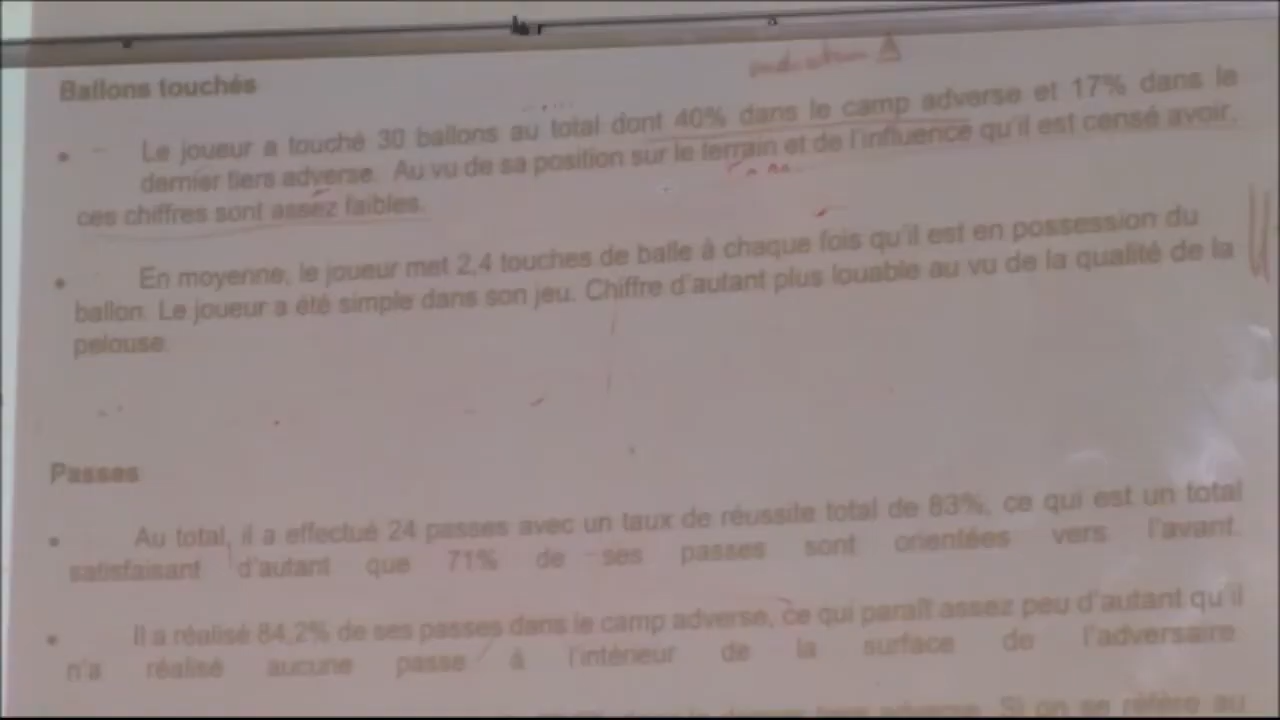 Ballons touchés
Le joueur a touché 30 ballons au total dont 40% dans le camp adverse et 17% dans le
dernier tiers adverse. Au vu de sa position sur le terrain et de l'influence qu'il est censé avoir,
ces chiffres sont assez faibles.
En moyenne, le joueur met 2,4 touches de balle à chaque fois qu'il est en possession du
ballon. Le joueur a été simple dans son jeu. Chiffre d'autant plus louable au vu de la qualité de la
pelouse.
Passes
Au total, il a effectué 24 passes avec un taux de réussite total de 83%, ce qui est un total
satisfaisant d'autant que 71% de ses passes sont orientées vers l'avant.
Il a réalisé 84,2% de ses passes dans le camp adverse, ce qui paraît assez peu d'autant qu'il
n'a réalisé aucune passe à l'intérieur de la surface de l'adversaire
adverse. Si on se réfère au